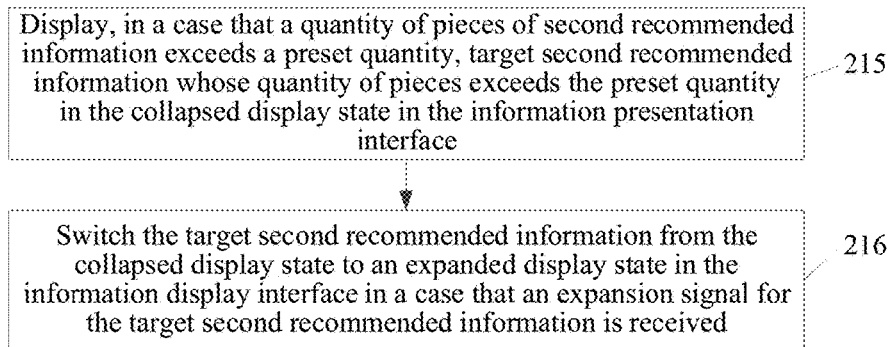 Display, in a case that a quantity of pieces of second recommended
information exceeds a preset quantity, target second recommended
information whose quantity of pieces exceeds the preset quantity
in the collapsed display state in the information presentation
interface
215
Switch the target second recommended information from the
collapsed display state to an expanded display state in the
information display interface in a case that an expansion signal for
the target second recommended information is received
216